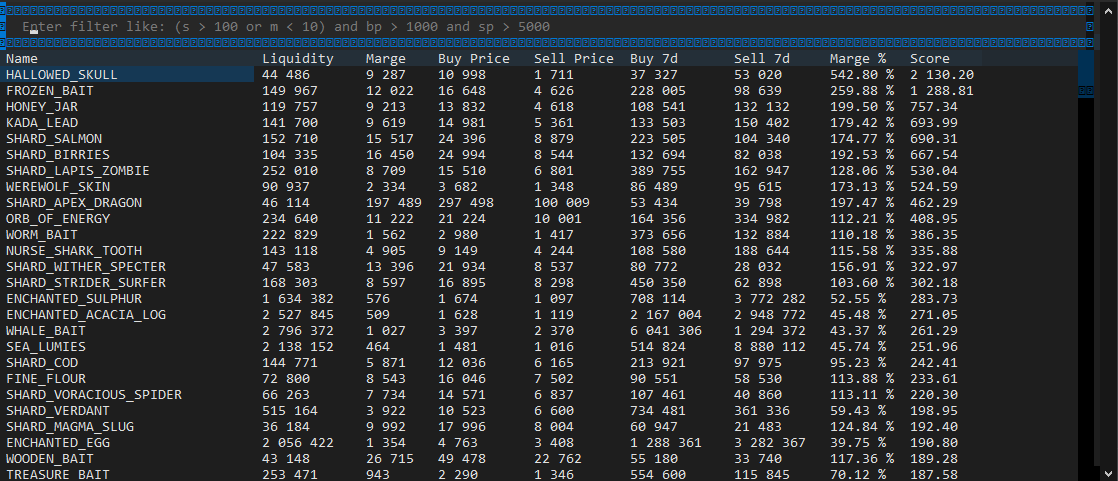 Enter filter like: (s > 100 or m < 10) and bp > 1000 and sp > 5000
Name Liquidity Marge Buy Price Sell Price Buy 7d Sell 7d Marge % Score
HALLOWED_SKULL 44 486 9 287 10 998 1 711 37 327 53 020 542.80 % 2 130.20
FROZEN_BAIT 149 967 12 022 16 648 4 626 228 005 98 639 259.88 % 1 288.81
HONEY_JAR 119 757 9 213 13 832 4 618 108 541 132 132 199.50 % 757.34
KADA_LEAD 141 700 9 619 14 981 5 361 133 503 150 402 179.42 % 693.99
SHARD_SALMON 152 710 15 517 24 396 8 879 223 505 104 340 174.77 % 690.31
SHARD_BIRRIES 104 335 16 450 24 994 8 544 132 694 82 038 192.53 % 667.54
SHARD_LAPIS_ZOMBIE 252 010 8 709 15 510 6 801 389 755 162 947 128.06 % 530.04
WEREWOLF_SKIN 90 937 2 334 3 682 1 348 86 489 95 615 173.13 % 524.59
SHARD_APEX_DRAGON 46 114 197 489 297 498 100 009 53 434 39 798 197.47 % 462.29
ORB_OF_ENERGY 234 640 11 222 21 224 10 001 164 356 334 982 112.21 % 408.95
WORM_BAIT 222 829 1 562 2 980 1 417 373 656 132 884 110.18 % 386.35
NURSE_SHARK_TOOTH 143 118 4 905 9 149 4 244 108 580 188 644 115.58 % 335.88
SHARD_WITHER_SPECTER 47 583 13 396 21 934 8 537 80 772 28 032 156.91 % 322.97
SHARD_STRIDER_SURFER 168 303 8 597 16 895 8 298 450 350 62 898 103.60 % 302.18
ENCHANTED_SULPHUR 1 634 382 576 1 674 1 097 708 114 3 772 282 52.55 % 283.73
ENCHANTED_ACACIA_LOG 2 527 845 509 1 628 1 119 2 167 004 2 948 772 45.48 % 271.05
WHALE_BAIT 2 796 372 1 027 3 397 2 370 6 041 306 1 294 372 43.37 % 261.29
SEA_LUMIES 2 138 152 464 1 481 1 016 514 824 8 880 112 45.74 % 251.96
SHARD_COD 144 771 5 871 12 036 6 165 213 921 97 975 95.23 % 242.41
FINE_FLOUR 72 800 8 543 16 046 7 502 90 551 58 530 113.88 % 233.61
SHARD_VORACIOUS_SPIDER 66 263 7 734 14 571 6 837 107 461 40 860 113.11 % 220.30
SHARD_VERDANT 515 164 3 922 10 523 6 600 734 481 361 336 59.43 % 198.95
SHARD_MAGMA_SLUG 36 184 9 992 17 996 8 004 60 947 21 483 124.84 % 192.40
ENCHANTED_EGG 2 056 422 1 354 4 763 3 408 1 288 361 3 282 367 39.75 % 190.80
WOODEN_BAIT 43 148 26 715 49 478 22 762 55 180 33 740 117.36 % 189.28
TREASURE_BAIT 253 471 943 2 290 1 346 554 600 115 845 70.12 % 187.58